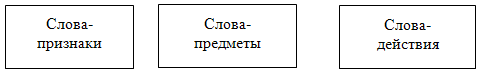 Слова-
признаки
Слова-
предметы
Слова-
действия